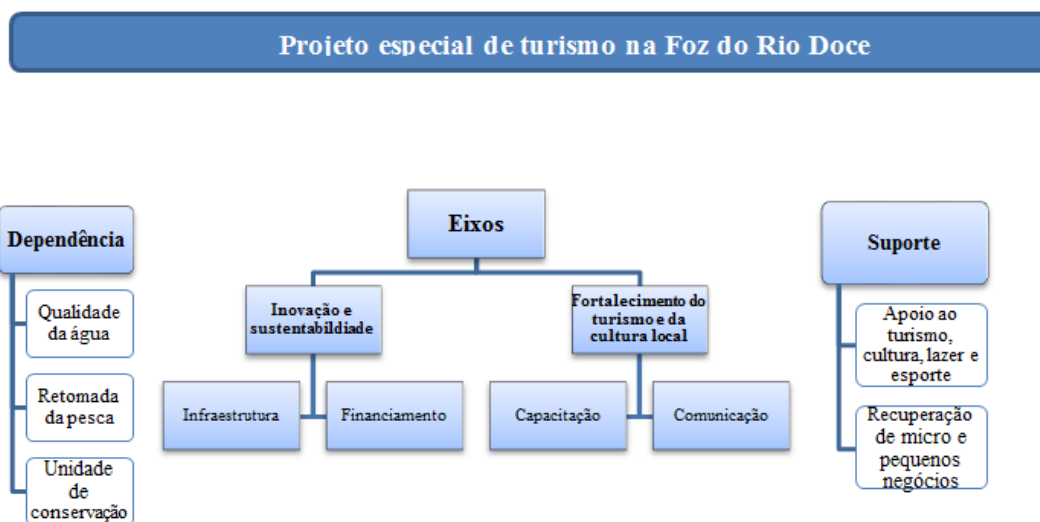 Projeto especial de turismo na Foz do Rio Doce
Dependência
Qualidade
da água
Retomada
da pesca
Unidade
de
conservação
Eixos
Inovação e
sustentabildiade
Infraestrutura
Financiamento
Fortalecimento do
turismo e da
cultura local
Capacitação
Comunicação
Suporte
Apoio ao
turismo,
cultura, lazer e
esporte
Recuperação
de micro e
pequenos
negócios